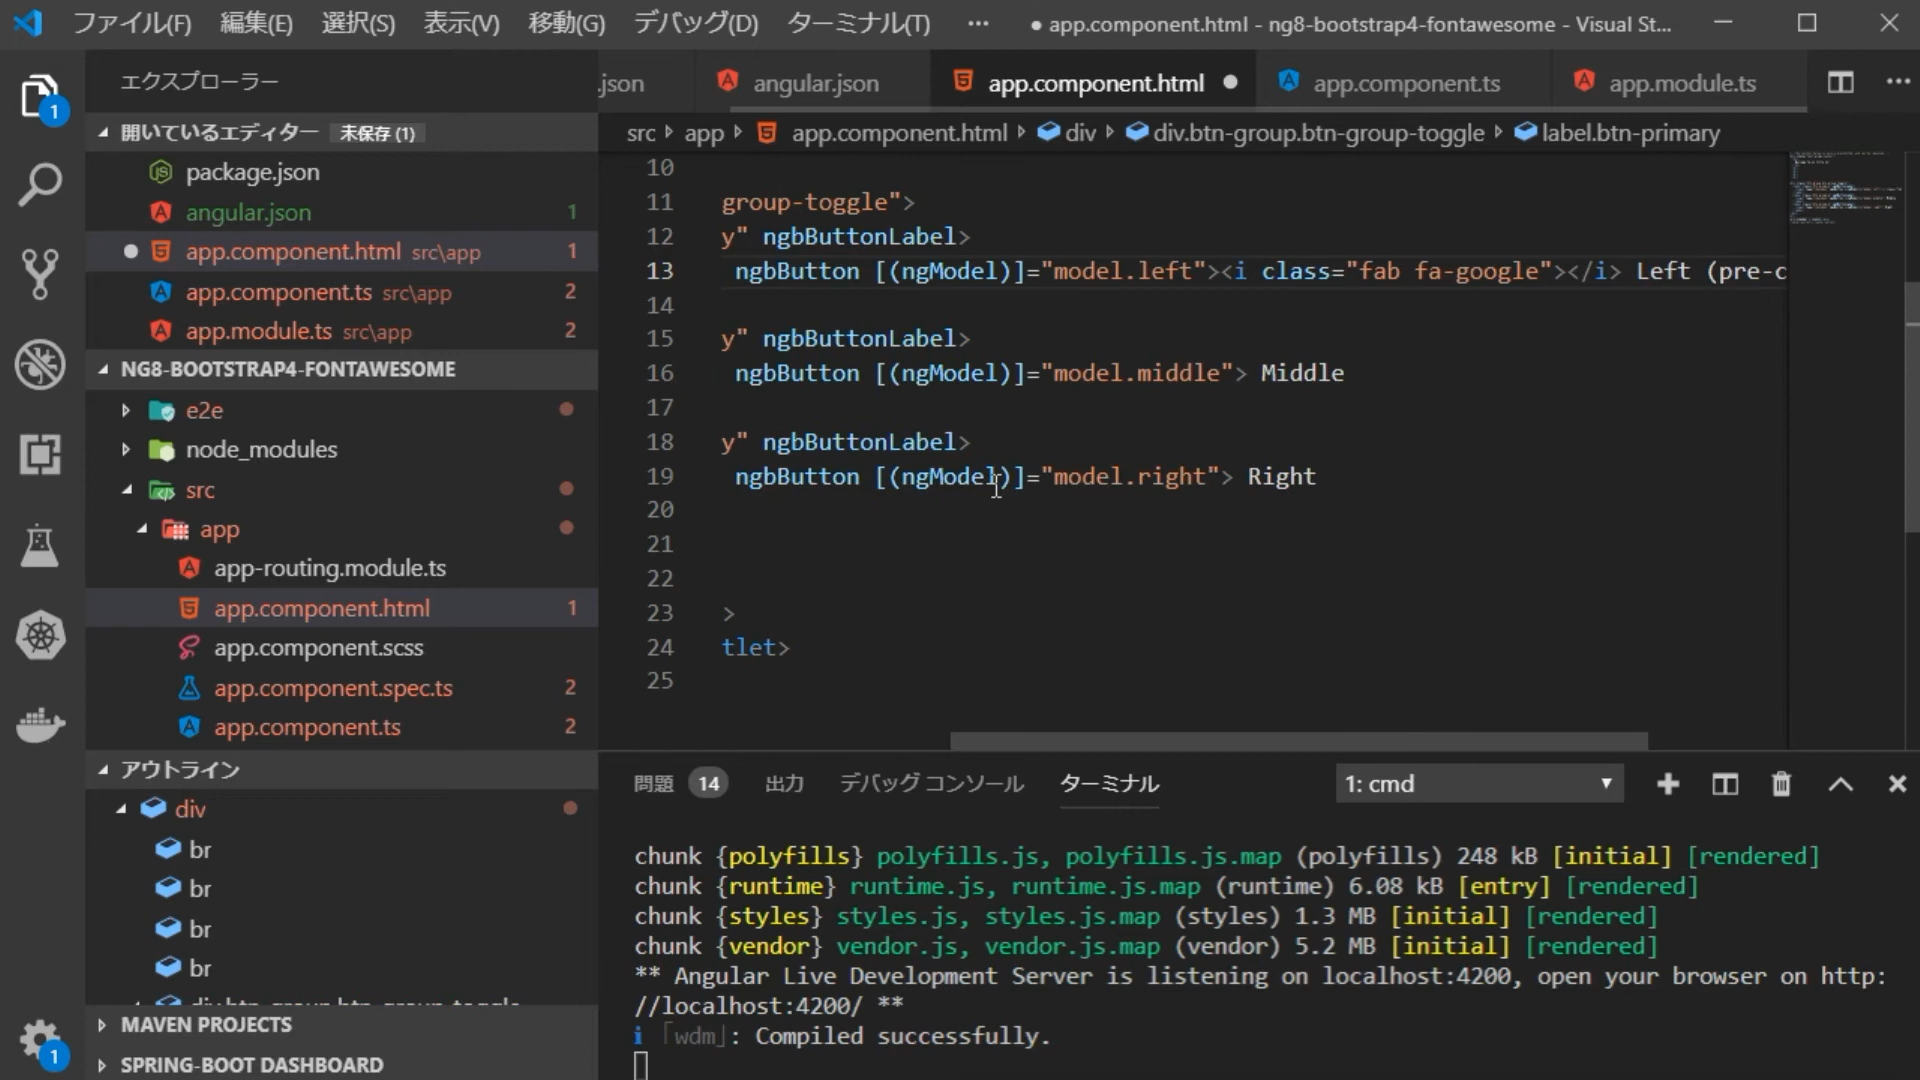 ファイル(F) 編集(E) 選択(S) 表示(V) 移動(G) デバッグ(D) ターミナル(T) ··· ● app.component.html - ng8-bootstrap4-fontawesome - Visual St...
エクスプローラー
.json angular.json app.component.html ● app.component.ts app.module.ts ···
src app app.component.html div div.btn-group.btn-group-toggle label.btn-primary
1
開いているエディター 未保存 (1)
package.json
angular.json 1
app.component.html src\app 1
app.component.ts src\app 2
app.module.ts src\app 2
NG8-BOOTSTRAP4-FONTAWESOME
e2e
node_modules
src
app
app-routing.module.ts
app.component.html 1
app.component.scss
app.component.spec.ts 2
app.component.ts 2
アウトライン
div
br
br
br
br
MAVEN PROJECTS
SPRING-BOOT DASHBOARD
1
10
11 group-toggle">
12 y" ngbButtonLabel>
13 ngbButton [(ngModel)]="model.left"><i class="fab fa-google"></i> Left (pre-c
14
15 y" ngbButtonLabel>
16 ngbButton [(ngModel)]="model.middle"> Middle
17
18 y" ngbButtonLabel>
19 ngbButton [(ngModel)]="model.right"> Right
20
21
22
23 >
24 tlet>
25
問題 14 出力 デバッグ コンソール ターミナル 1: cmd
chunk {polyfills} polyfills.js, polyfills.js.map (polyfills) 248 kB [initial] [rendered]
chunk {runtime} runtime.js, runtime.js.map (runtime) 6.08 kB [entry] [rendered]
chunk {styles} styles.js, styles.js.map (styles) 1.3 MB [initial] [rendered]
chunk {vendor} vendor.js, vendor.js.map (vendor) 5.2 MB [initial] [rendered]
** Angular Live Development Server is listening on localhost:4200, open your browser on http:
//localhost:4200/ **
i ｢wdm｣: Compiled successfully.